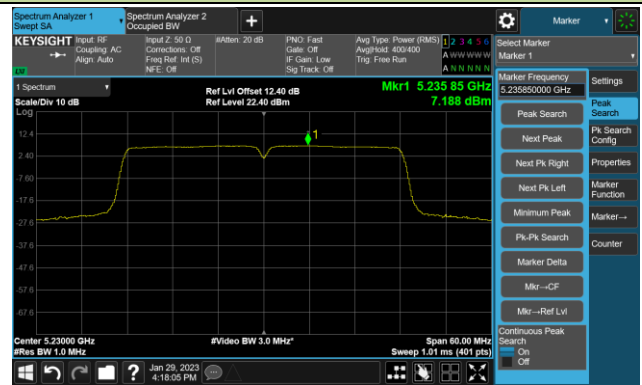 Spectrum Analyzer 1
Swept SA
Spectrum Analyzer 2
Occupied BW
+
Marker
KEYSIGHT
Input: RF
Coupling: AC
Align: Auto
Input Z: 50 Ω
Corrections: Off
Freq Ref: Int (S)
NFE: Off
#Atten: 20 dB
PNO: Fast
Gate: Off
IF Gain: Low
Sig Track: Off
Avg Type: Power (RMS)
Avg|Hold: 400/400
Trig: Free Run
1 2 3 4 5 6
A W W W W W
A N N N N N
LW
Select Marker
Marker 1
1 Spectrum
Scale/Div 10 dB
Log
Ref Lvl Offset 12.40 dB
Ref Level 22.40 dBm
Mkr1 5.235 85 GHz
7.188 dBm
12.4
2.40
-7.60
-17.6
-27.6
-37.6
-47.6
-57.6
-67.6
1
Center 5.23000 GHz
#Res BW 1.0 MHz
#Video BW 3.0 MHz*
Span 60.00 MHz
Sweep 1.01 ms (401 pts)
Marker Frequency
5.235850000 GHz
Peak Search
Next Peak
Next Pk Right
Next Pk Left
Minimum Peak
Pk-Pk Search
Marker Delta
Mkr→CF
Mkr→Ref Lvl
Continuous Peak
Search
On
Off
Settings
Peak
Search
Pk Search
Config
Properties
Marker
Function
Marker→
Counter
?
Jan 29, 2023
4:18:05 PM